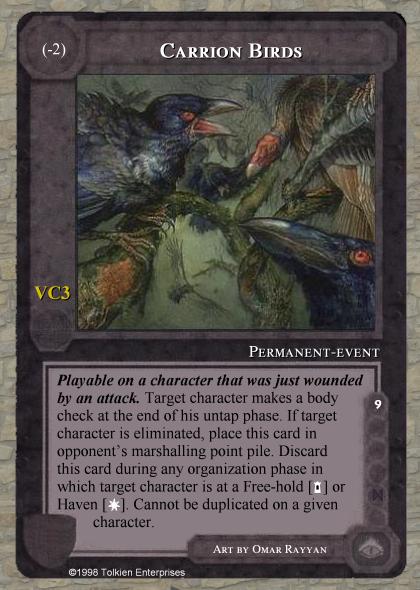 (-2)
CARRION BIRDS
VC3
PERMANENT-EVENT
Playable on a character that was just wounded
by an attack. Target character makes a body
check at the end of his untap phase. If target
character is eliminated, place this card in
opponent's marshalling point pile. Discard
this card during any organization phase in
which target character is at a Free-hold [ ] or
Haven [ ]. Cannot be duplicated on a given
character.
9
ART BY OMAR RAYYAN
©1998 Tolkien Enterprises